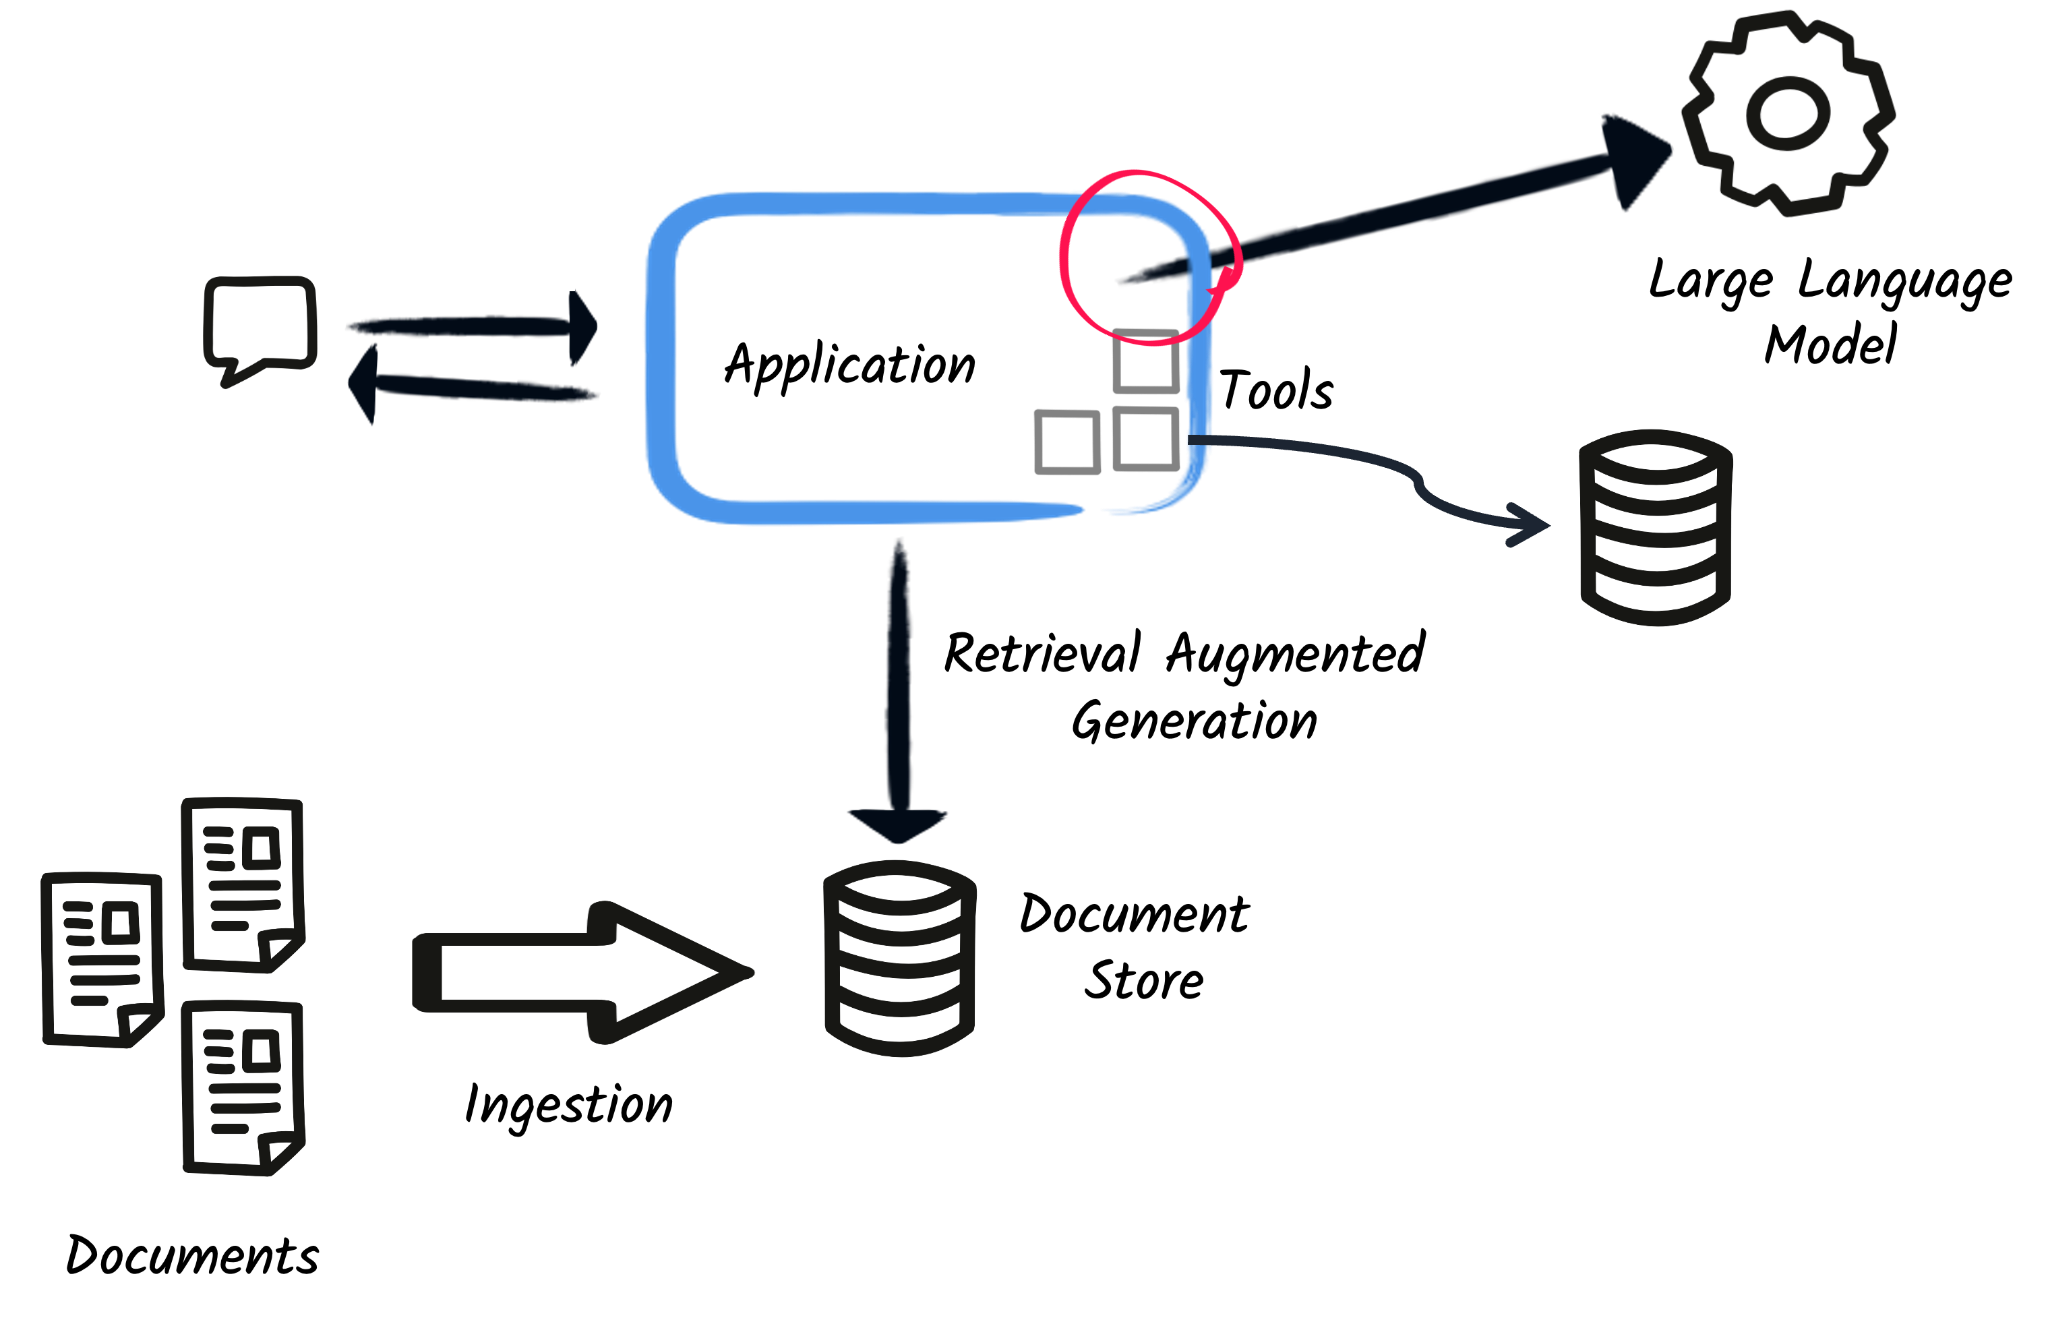 Large Language
Model
Application
Tools
Retrieval Augmented
Generation
Document
Store
Ingestion
Documents